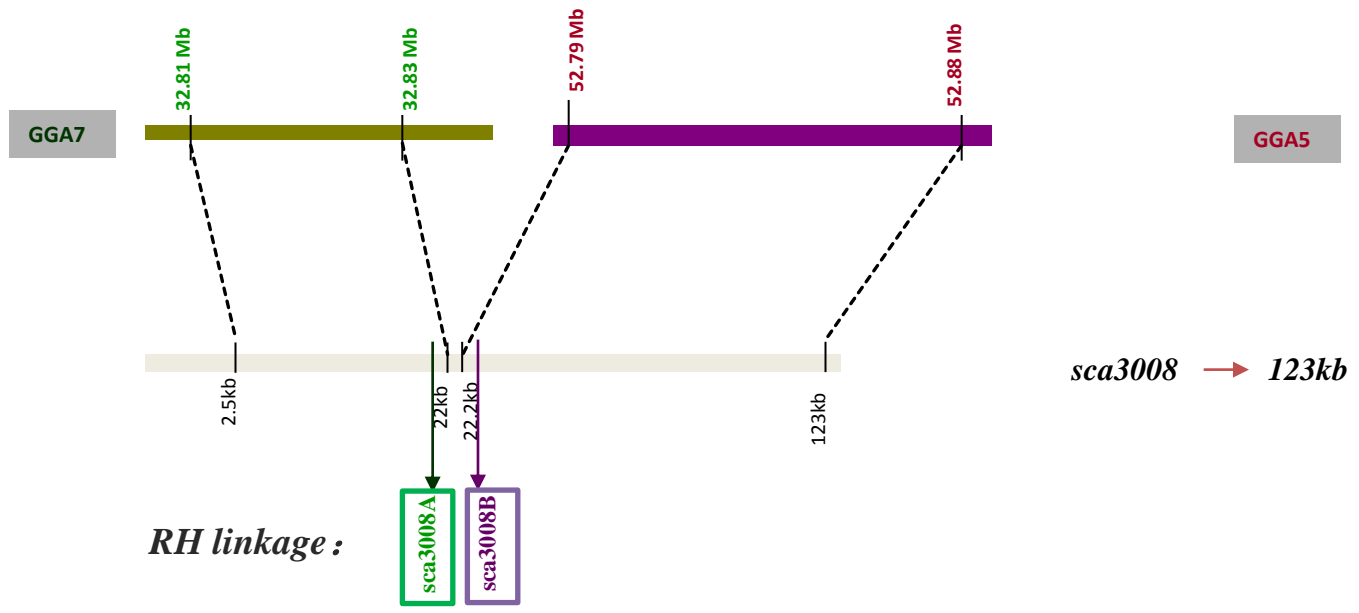 32.81 Mb
32.83 Mb
52.79 Mb
52.88 Mb
GGA7
GGA5
sca3008 → 123kb
2.5kb
22kb
22.2kb
123kb
RH linkage：
sca3008A
sca3008B